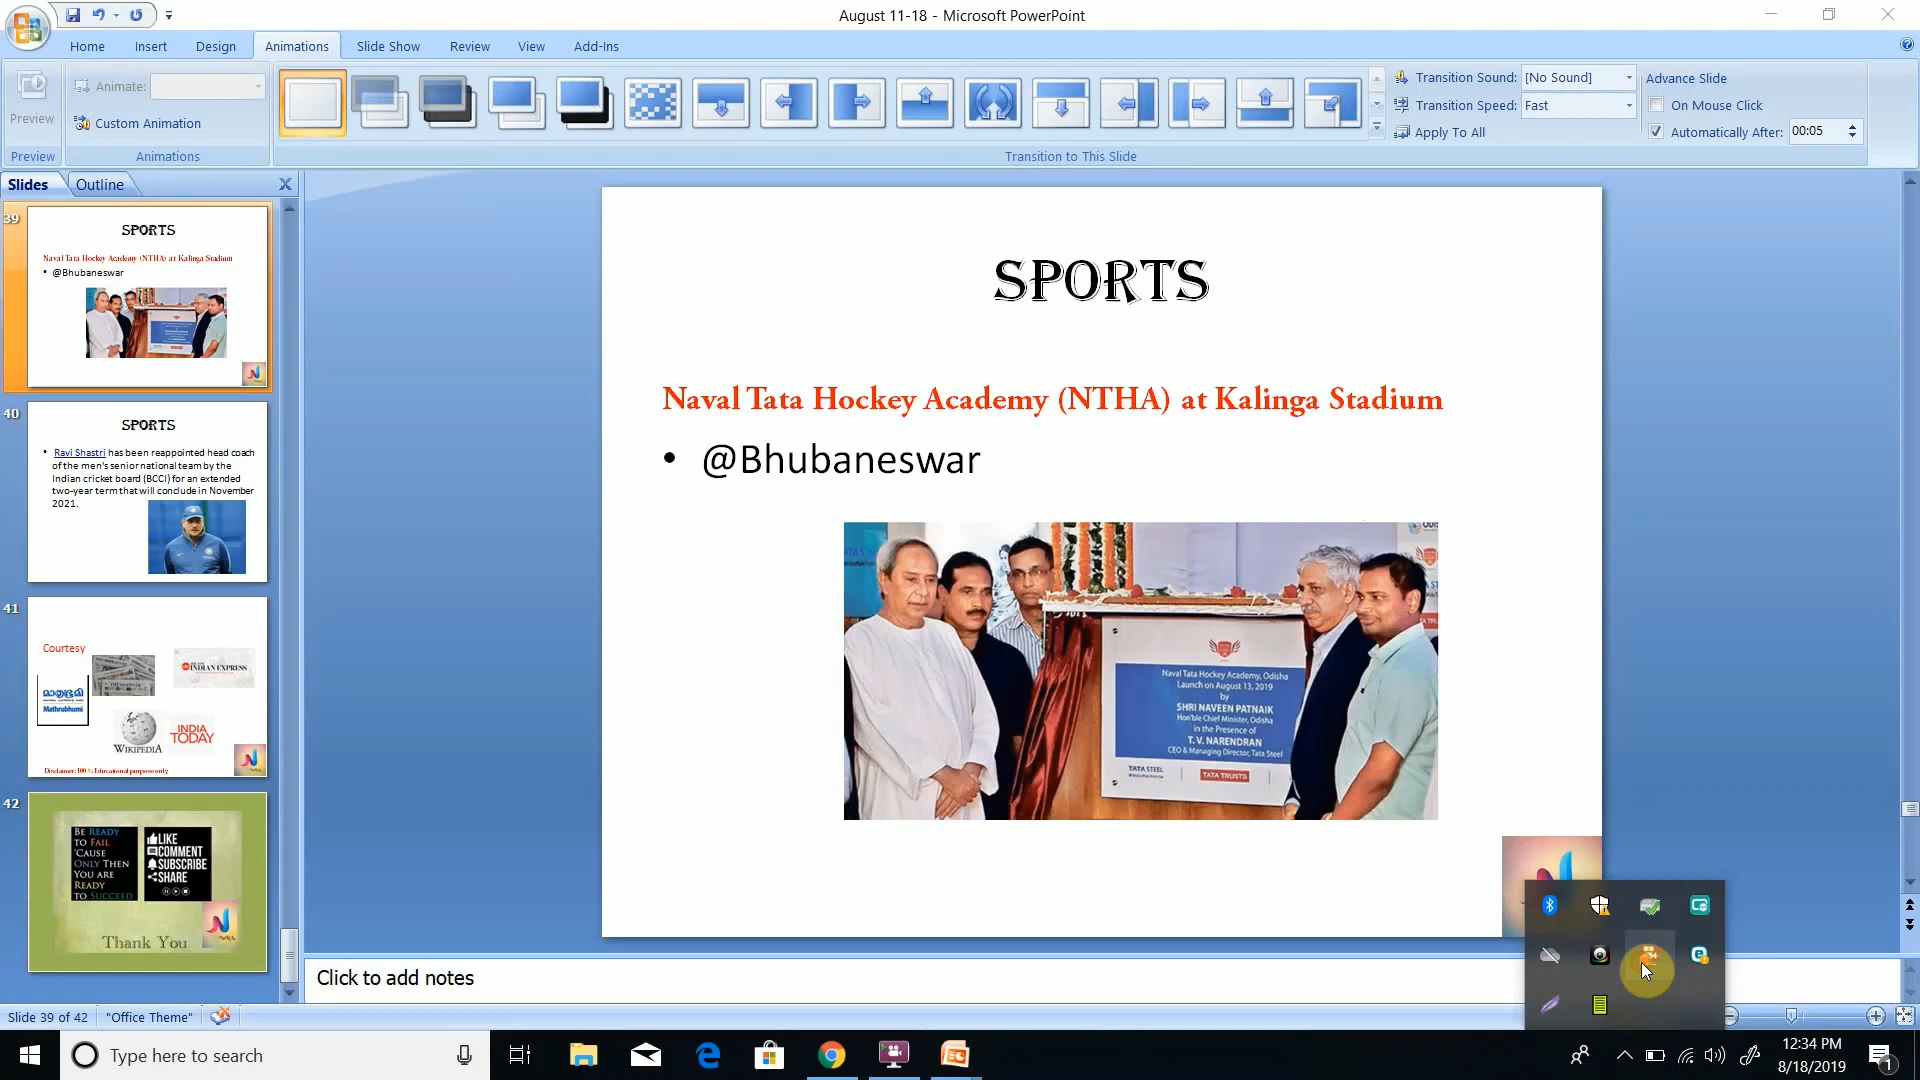 August 11-18 - Microsoft PowerPoint
Home
Insert
Design
Animations
Slide Show
Review
View
Add-Ins
Preview
Animate:
Custom Animation
Transition Sound:
[No Sound]
Transition Speed:
Fast
Apply To All
Advance Slide
On Mouse Click
Automatically After:
00:05
Preview
Animations
Transition to This Slide
Slides
Outline
39
SPORTS
Naval Tata Hockey Academy (NTHA) at Kalinga Stadium
• @Bhubaneswar
40
SPORTS
• Ravi Shastri has been reappointed head coach
of the men's senior national team by the
Indian cricket board (BCCI) for an extended
two-year term that will conclude in November
2021.
41
Courtesy
INDIAN EXPRESS
മാതൃഭൂമി
Mathrubhumi
WIKIPEDIA
INDIA
TODAY
Disclaimer:100 % Educational purpose only
42
BE READY
TO FAIL
'CAUSE
ONLY THEN
YOU ARE
READY
TO SUCCEED
LIKE
COMMENT
SUBSCRIBE
SHARE
Thank You
SPORTS
Naval Tata Hockey Academy (NTHA) at Kalinga Stadium
• @Bhubaneswar
Naval Tata Hockey Academy, Odisha
Launch on August 13, 2019
by
SHRI NAVEEN PATNAIK
Hon'ble Chief Minister, Odisha
in the Presence of
T. V. NARENDRAN
CEO & Managing Director, Tata Steel
TATA STEEL
TATA TRUSTS
Click to add notes
Slide 39 of 42
"Office Theme"
Type here to search
12:34 PM
8/18/2019
1